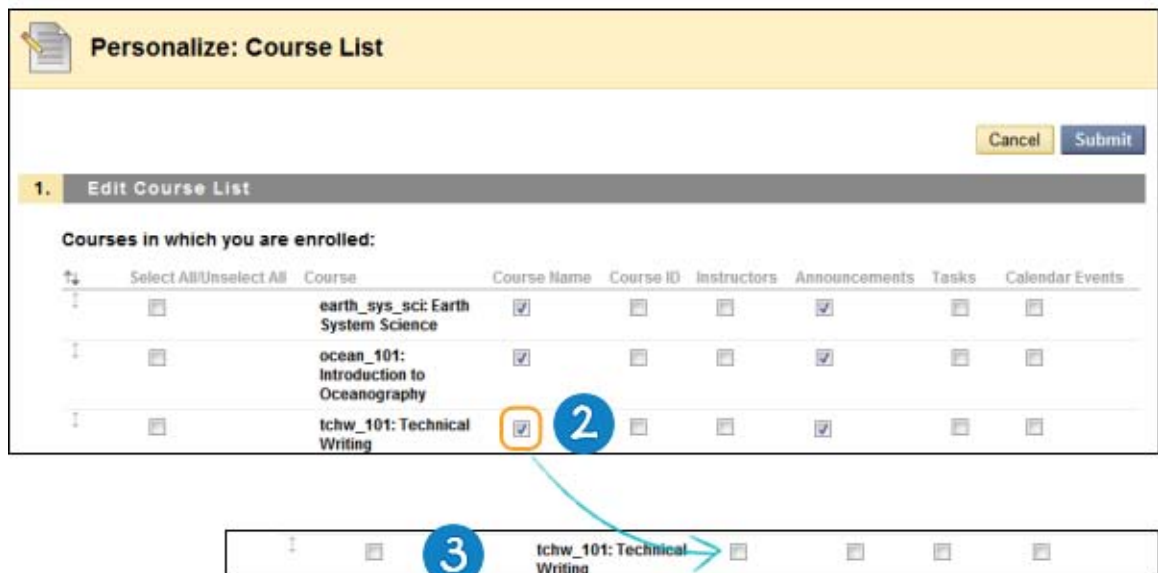 Personalize: Course List
Cancel Submit
1. Edit Course List
Courses in which you are enrolled:
Select All/Unselect All Course Course Name Course ID Instructors Announcements Tasks Calendar Events
earth_sys_sci: Earth
System Science
ocean_101:
Introduction to
Oceanography
tchw_101: Technical
Writing
2
3
tchw_101: Technical
Writing